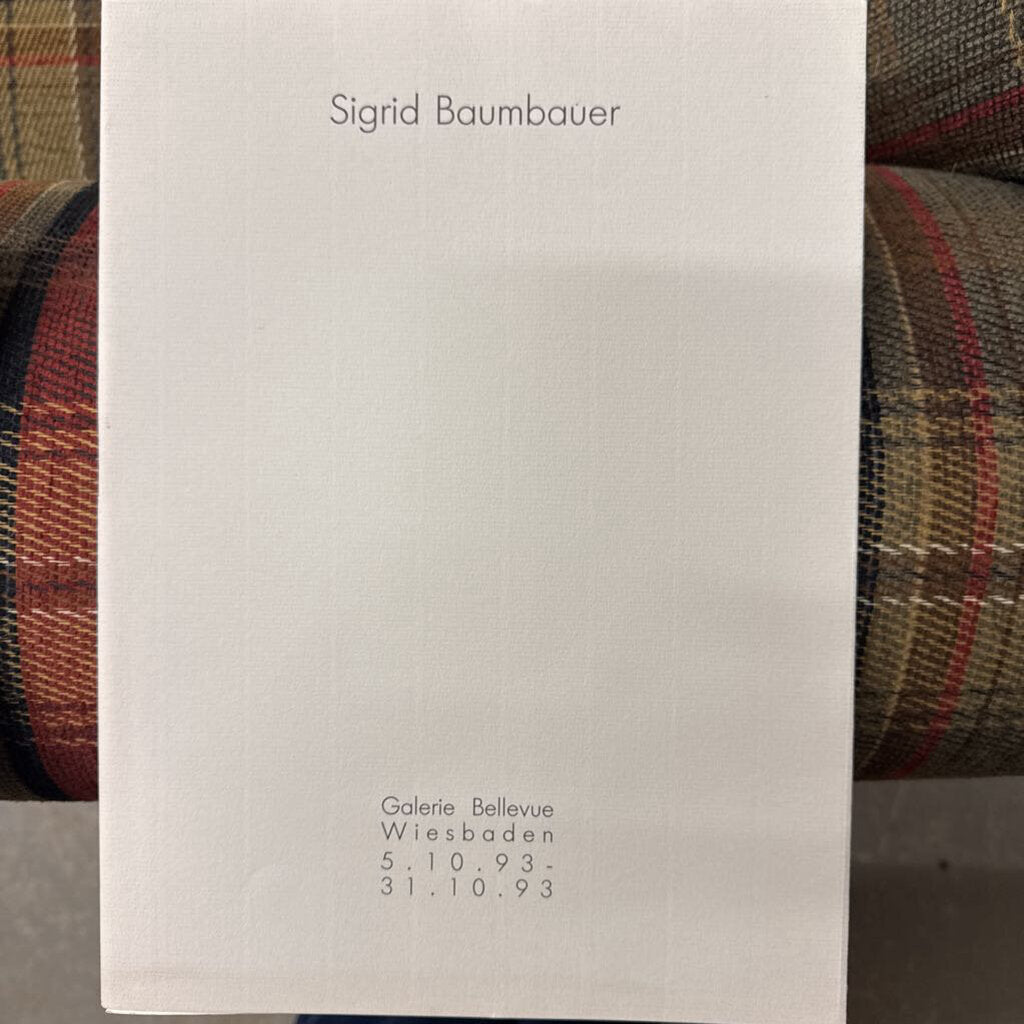 Sigrid Baumbauer
Galerie Bellevue
Wiesbaden
5.10.93-
31.10.93